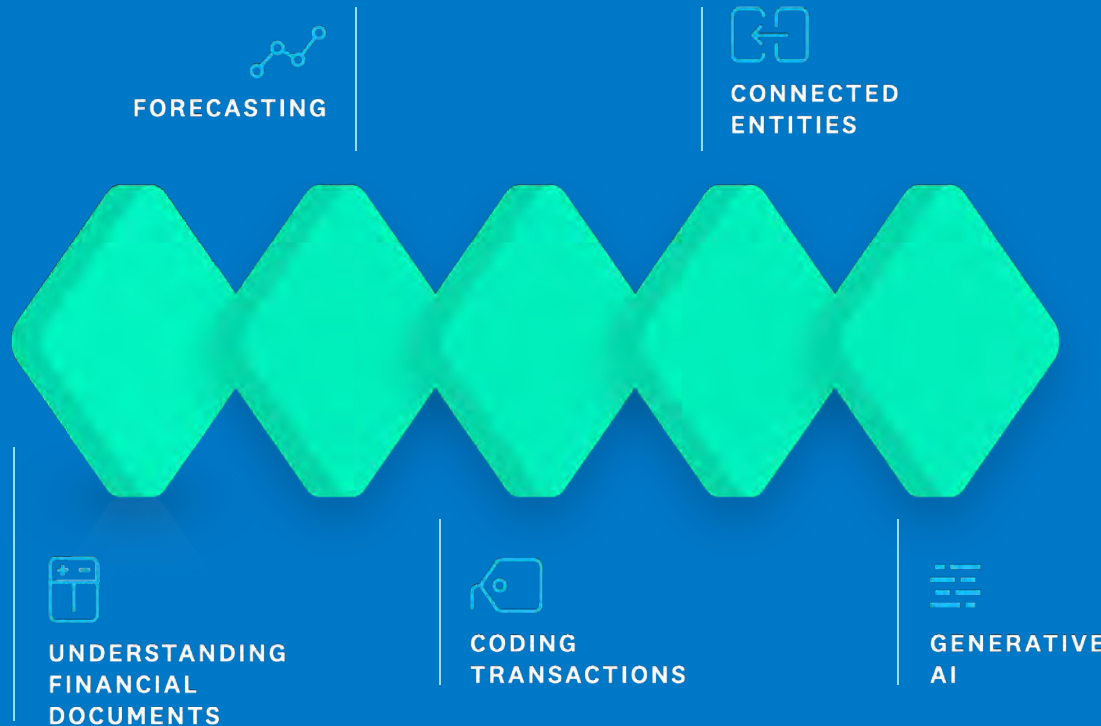 FORECASTING
CONNECTED
ENTITIES
UNDERSTANDING
FINANCIAL
DOCUMENTS
CODING
TRANSACTIONS
GENERATIVE
AI